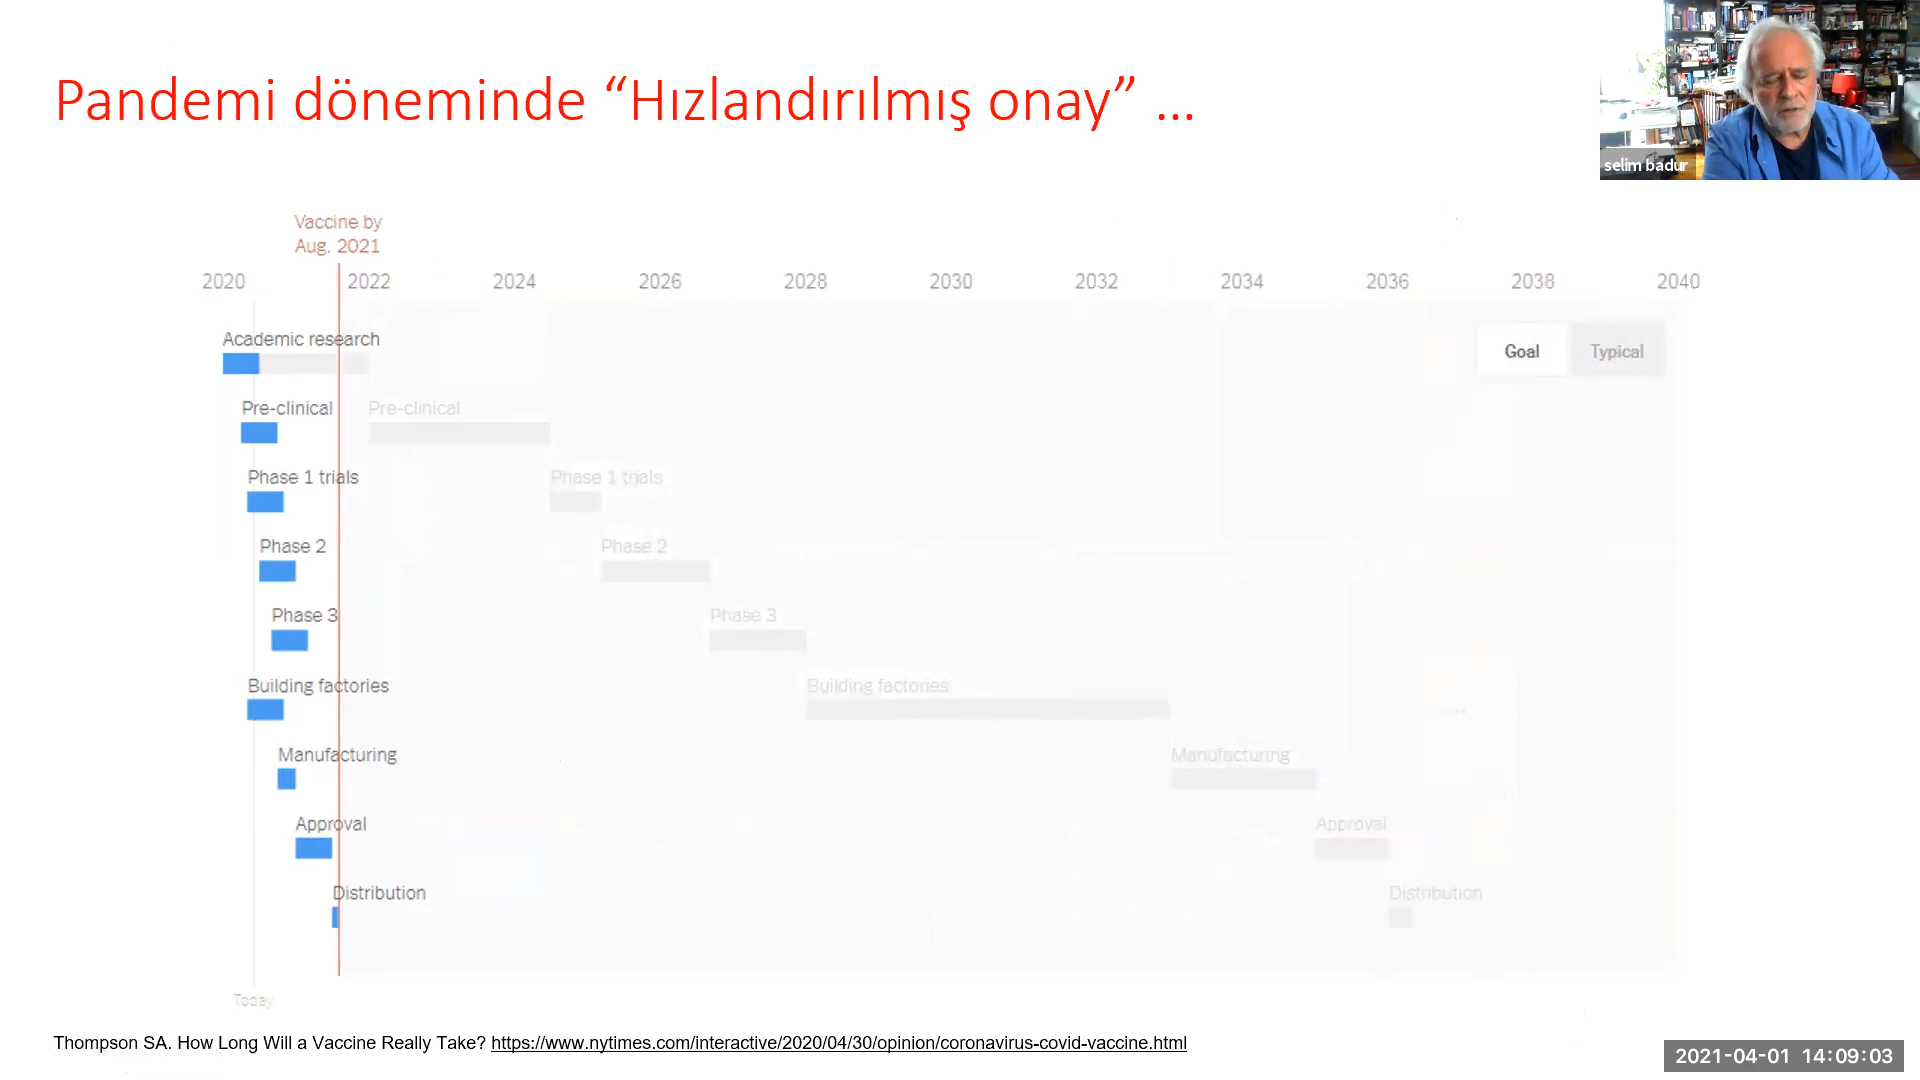 Pandemi döneminde “Hızlandırılmış onay” ...
selim badur
Vaccine by
Aug. 2021
2020 2022 2024 2026 2028 2030 2032 2034 2036 2038 2040
Academic research
Goal Typical
Pre-clinical Pre-clinical
Phase 1 trials Phase 1 trials
Phase 2 Phase 2
Phase 3 Phase 3
Building factories Building factories
Manufacturing Manufacturing
Approval Approval
Distribution Distribution
Today
Thompson SA. How Long Will a Vaccine Really Take? https://www.nytimes.com/interactive/2020/04/30/opinion/coronavirus-covid-vaccine.html
2021-04-01 14:09:03